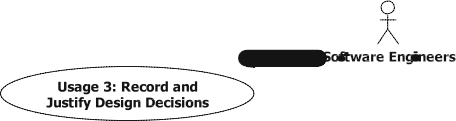 Software Engineers
Usage 3: Record and
Justify Design Decisions